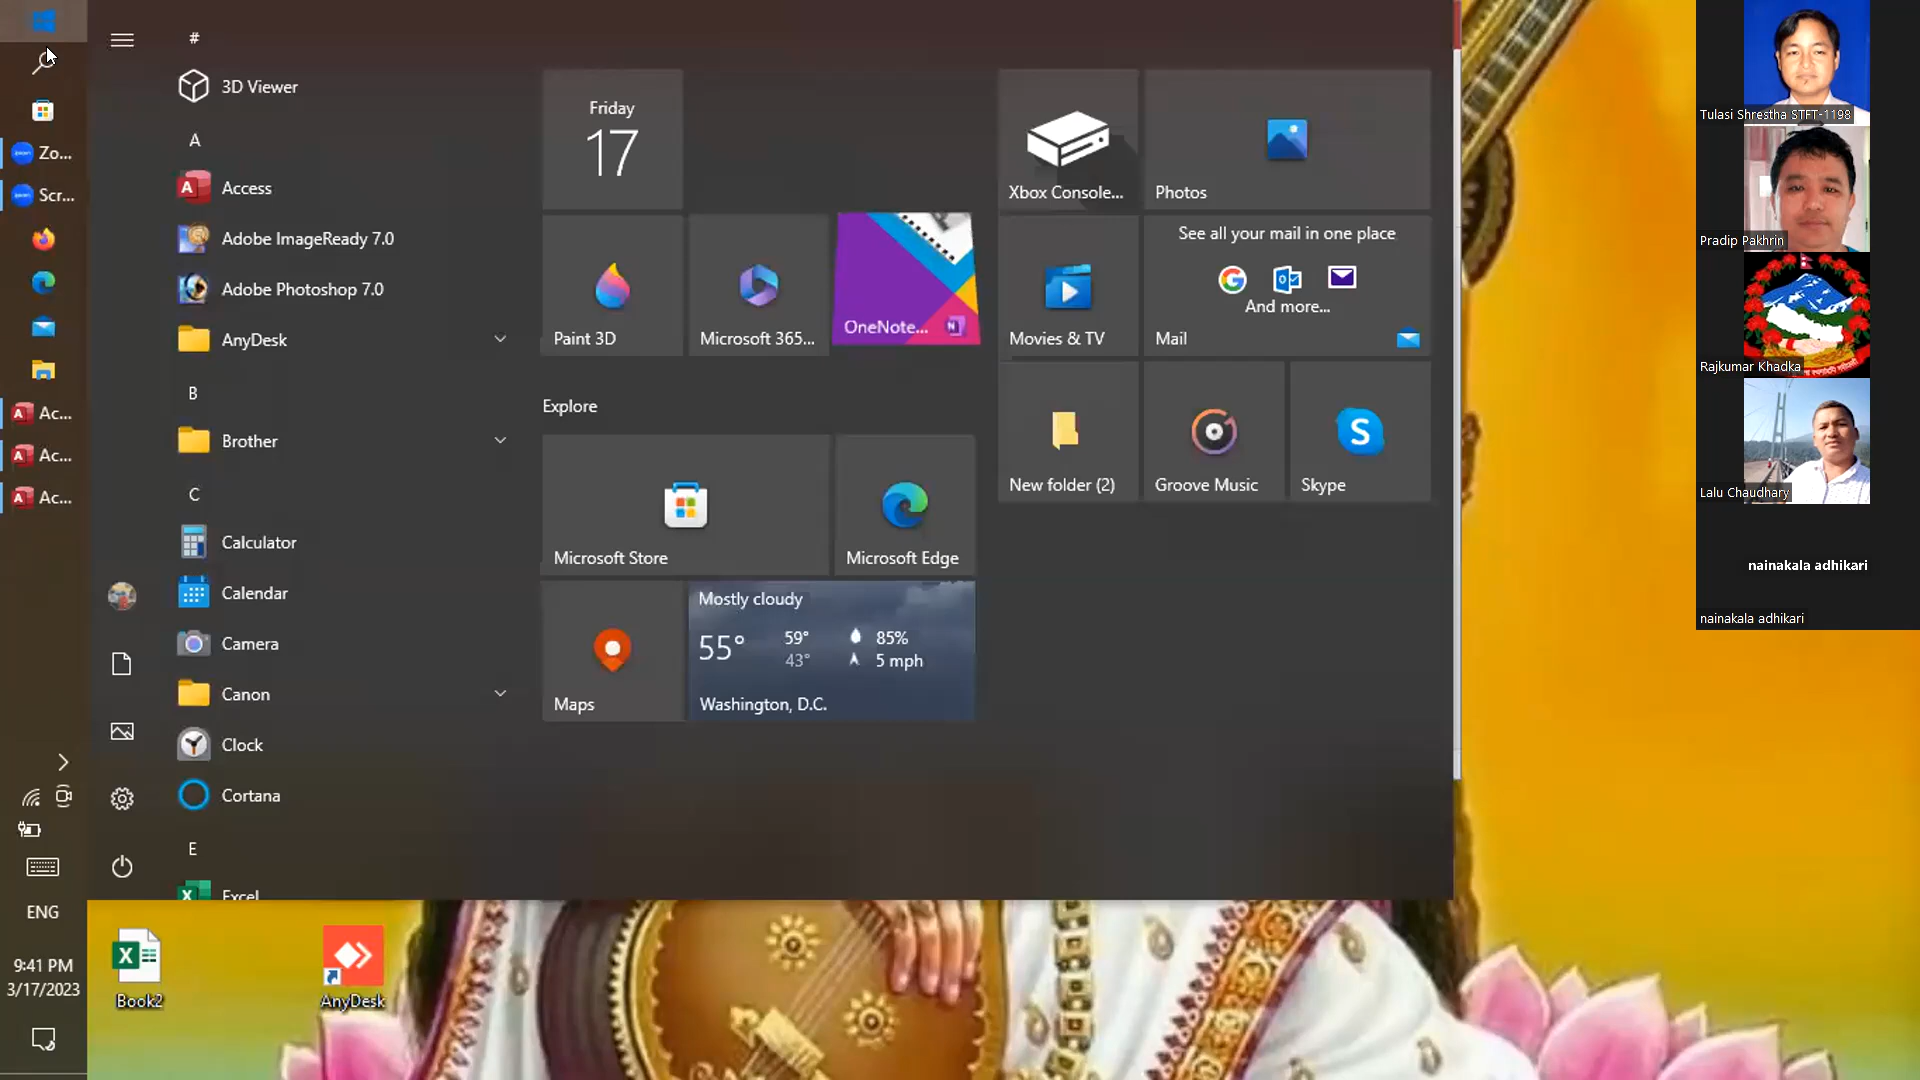 Zo...
Scr...
Ac...
Ac...
Ac...
ENG
9:41 PM
3/17/2023
#
3D Viewer
A
Access
Adobe ImageReady 7.0
Adobe Photoshop 7.0
AnyDesk
B
Brother
C
Calculator
Calendar
Camera
Canon
Clock
Cortana
E
Excel
Friday
17
Paint 3D
Microsoft 365...
OneNote...
Explore
Microsoft Store
Microsoft Edge
Maps
Mostly cloudy
55° 59° 85%
43° 5 mph
Washington, D.C.
Xbox Console...
Photos
Movies & TV
See all your mail in one place
And more...
Mail
New folder (2)
Groove Music
Skype
Book2
AnyDesk
Tulasi Shrestha STFT-1198
Pradip Pakhrin
Rajkumar Khadka
Lalu Chaudhary
nainakala adhikari
nainakala adhikari